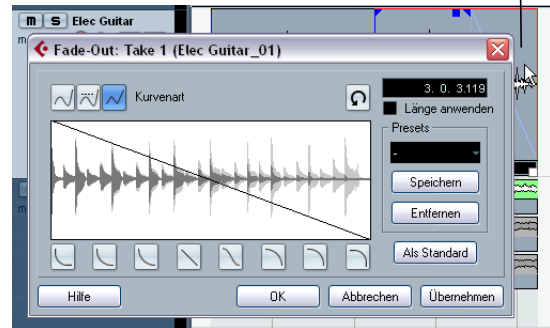 m S Elec Guitar
m
Fade-Out: Take 1 (Elec Guitar_01)
Kurvenart
3. 0. 3.119
Länge anwenden
Presets
-
Speichern
Entfernen
Als Standard
Hilfe
OK
Abbrechen
Übernehmen
m